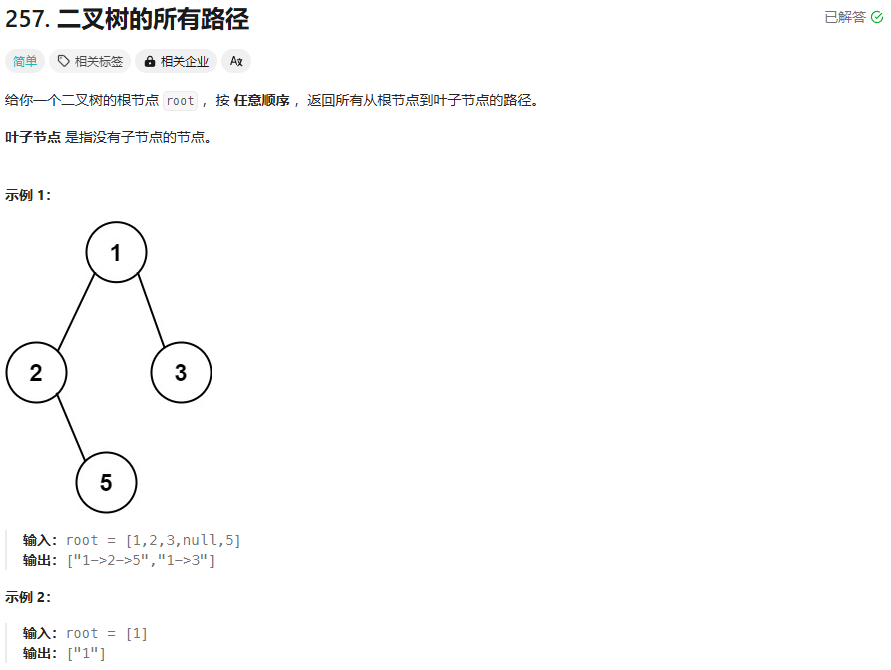 257. 二叉树的所有路径
已解答
简单 相关标签 相关企业 Aא
给你一个二叉树的根节点 root ，按 任意顺序 ，返回所有从根节点到叶子节点的路径。
叶子节点 是指没有子节点的节点。
示例 1：
1
2 3
5
输入：root = [1,2,3,null,5]
输出：["1->2->5","1->3"]
示例 2：
输入：root = [1]
输出：["1"]